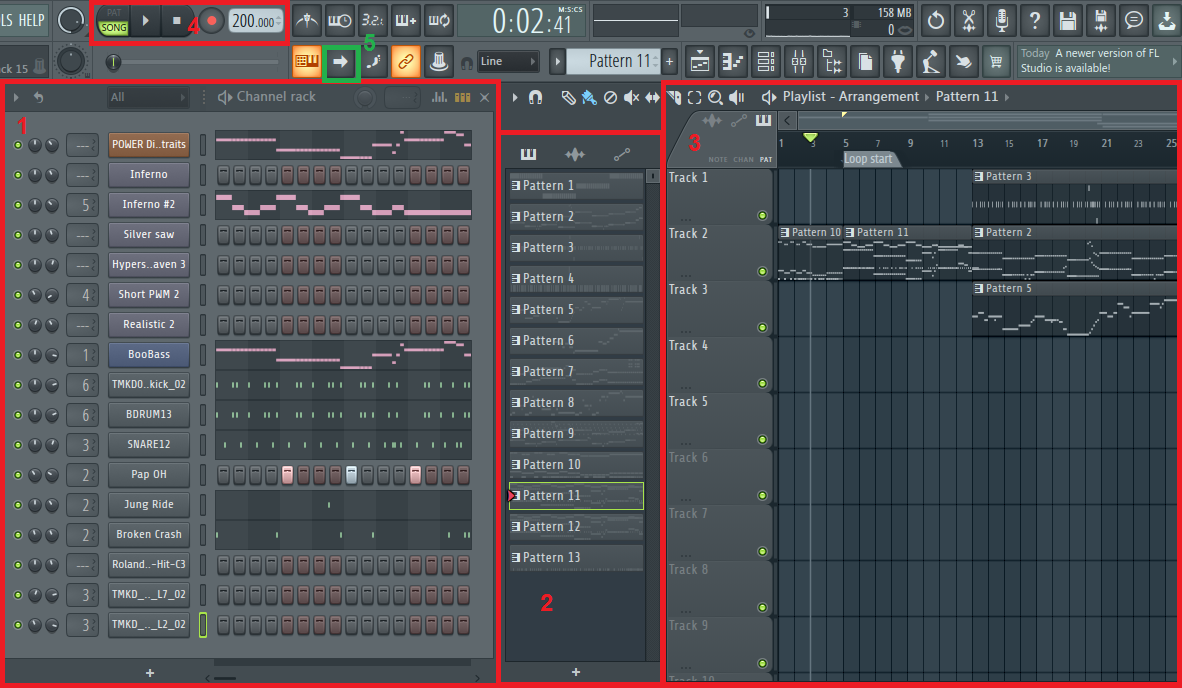 LS HELP
PAT
SONG
4
200.000
3.2:
M:S:CS
0:02:41
3
158 MB
0
ck 15
5
Line
Pattern 11
+
Today A newer version of FL
Studio is available!
1
All
Channel rack
POWER Di..traits
---
Inferno
---
Inferno #2
5
Silver saw
---
Hypers..aven 3
---
Short PWM 2
4
Realistic 2
---
BooBass
1
TMKD0..kick_02
6
BDRUM13
6
SNARE12
3
Pap OH
2
Jung Ride
2
Broken Crash
2
Roland..-Hit-C3
---
TMKD_.._L7_02
3
TMKD_.._L2_02
3
+
Pattern 1
Pattern 2
Pattern 3
Pattern 4
Pattern 5
Pattern 6
Pattern 7
Pattern 8
Pattern 9
Pattern 10
Pattern 11
Pattern 12
Pattern 13
2
+
Playlist - Arrangement
Pattern 11
3
NOTE CHAN PAT
1 3 5 7 9 11 13 15 17 19 21 23 25
Loop start
Track 1
Pattern 3
Track 2
Pattern 10
Pattern 11
Pattern 2
Track 3
Pattern 5
Track 4
Track 5
Track 6
Track 7
Track 8
Track 9
Track 10